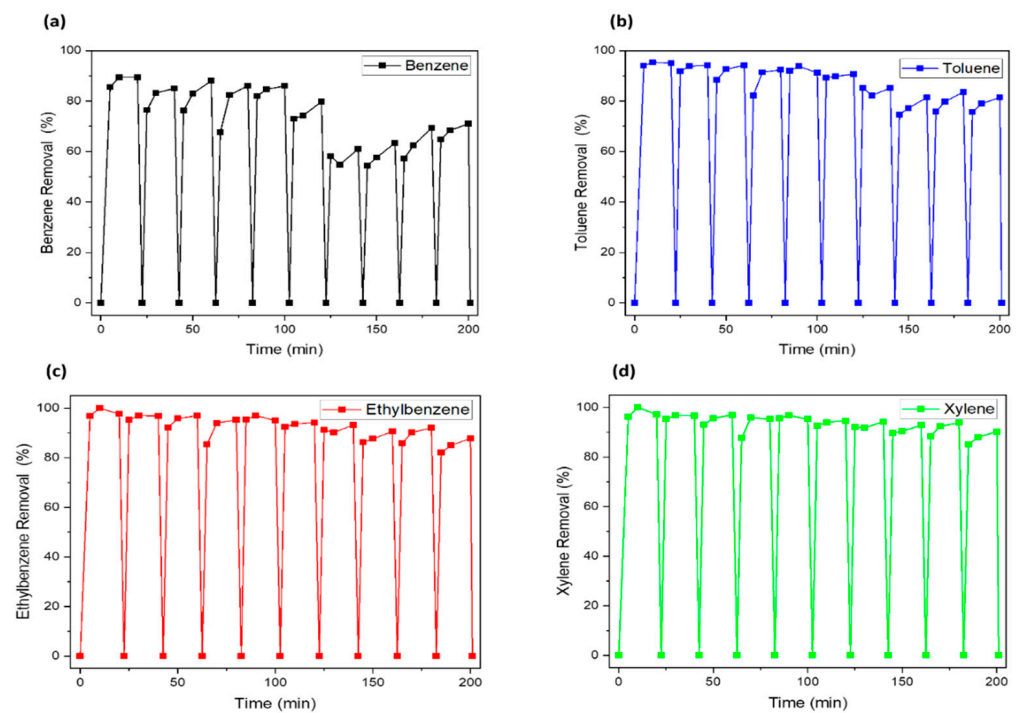 (a)
Benzene
100
80
60
40
20
0
Benzene Removal (%)
0 50 100 150 200
Time (min)
(b)
Toluene
100
80
60
40
20
0
Toluene Removal (%)
0 50 100 150 200
Time (min)
(c)
Ethylbenzene
100
80
60
40
20
0
Ethylbenzene Removal (%)
0 50 100 150 200
Time (min)
(d)
Xylene
100
80
60
40
20
0
Xylene Removal (%)
0 50 100 150 200
Time (min)